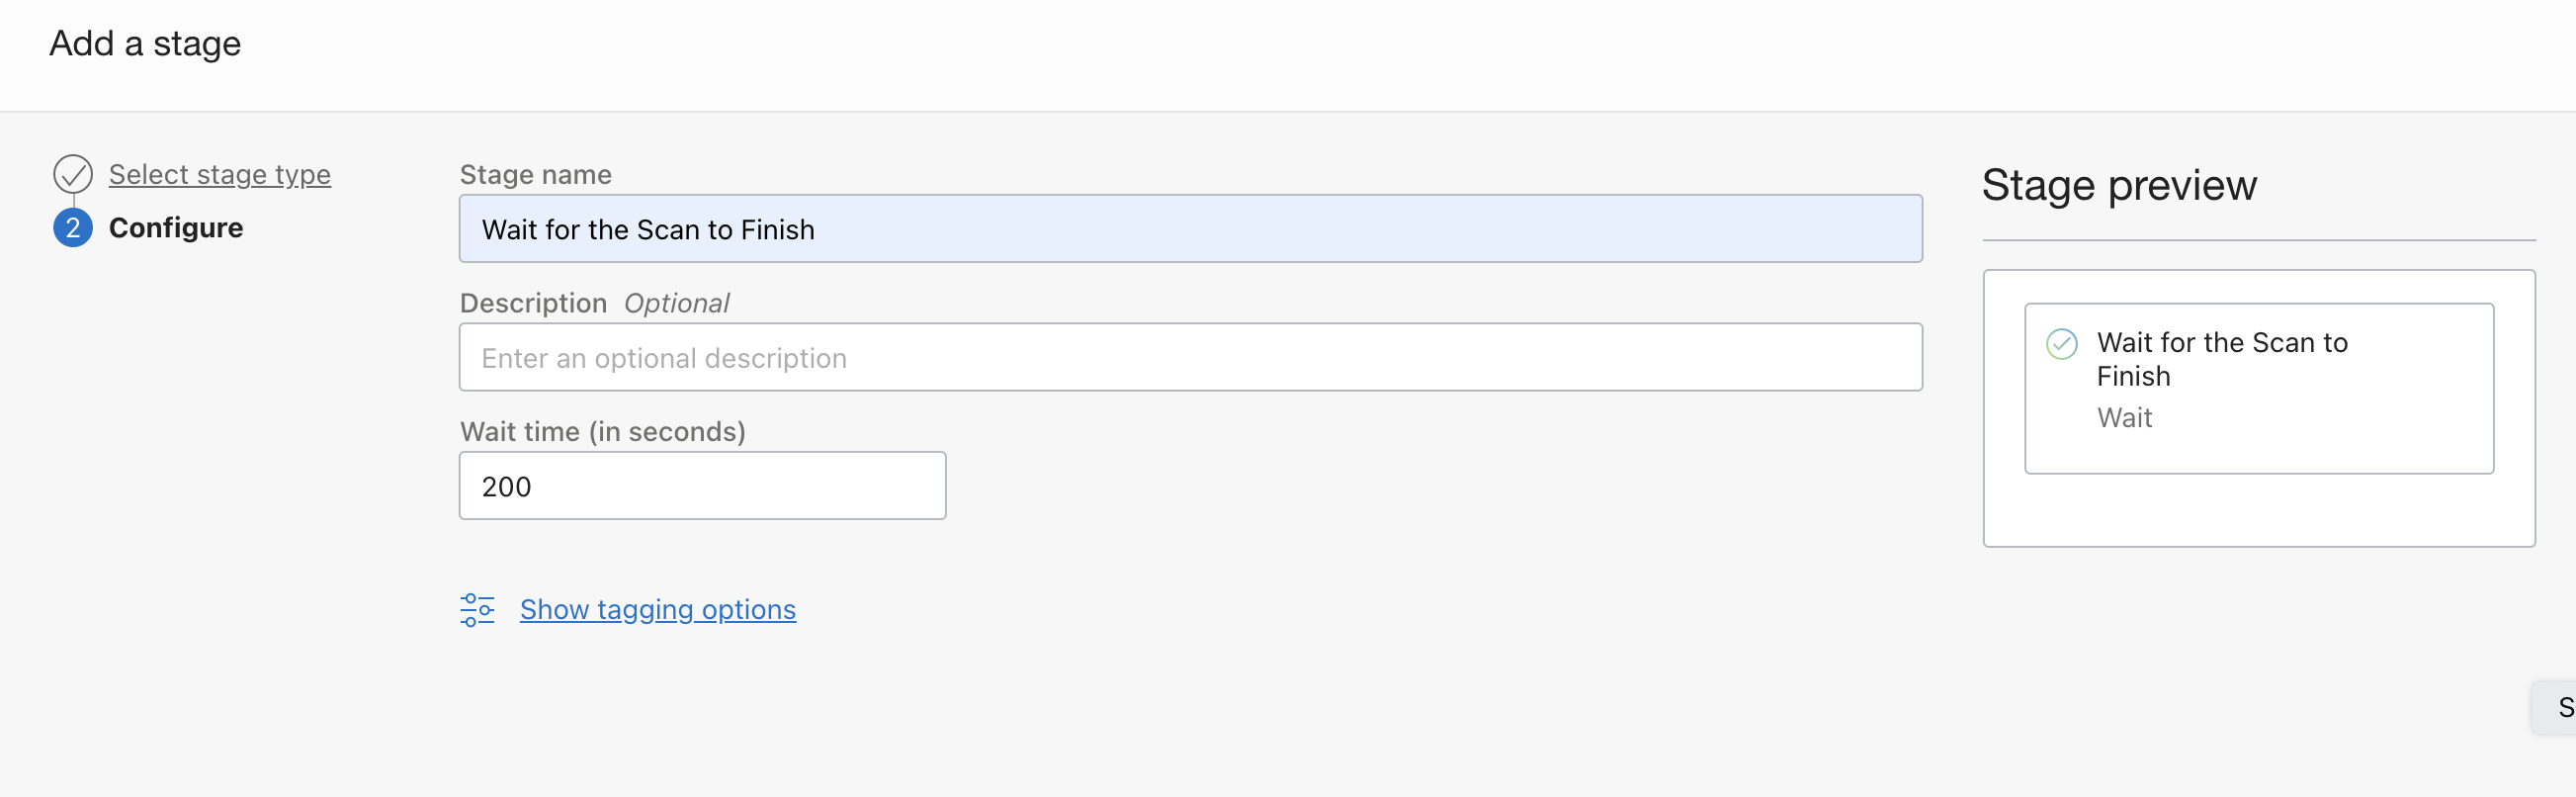 Add a stage
Select stage type
2 Configure
Stage name
Wait for the Scan to Finish
Description Optional
Enter an optional description
Wait time (in seconds)
200
Show tagging options
Stage preview
Wait for the Scan to
Finish
Wait